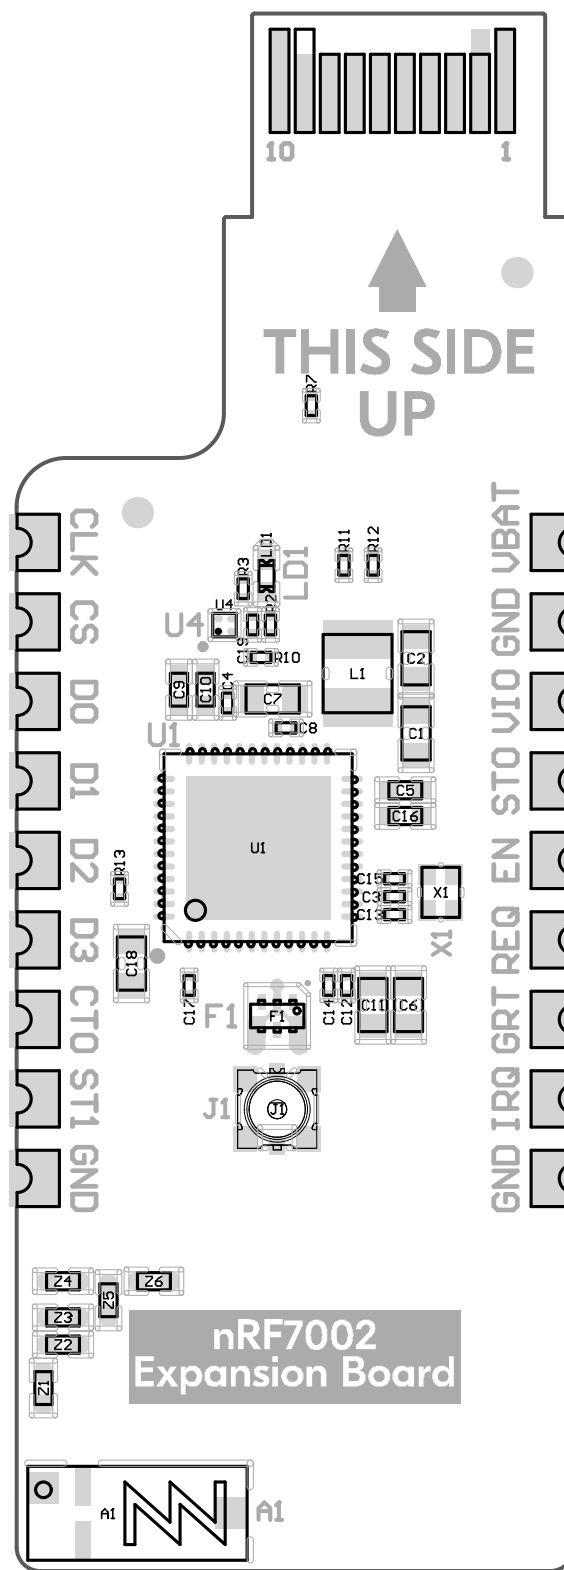 10 1
THIS SIDE
UP
R7
CLK
VBAT
LD1
LD1
R11
R12
R3
CS
GND
U4
U4
C19
R2
R10
L1
C2
D0
VIO
C9
C10
C4
C7
C8
C1
U1
D1
STO
C5
C16
U1
D2
EN
R13
C15
C3
C13
X1
X1
D3
REQ
C18
C17
C14
C12
C11
C6
F1
F1
CTO
GRT
J1
J1
ST1
IRQ
GND
GND
Z4
Z5
Z6
Z3
Z2
Z1
nRF7002
Expansion Board
A1
A1